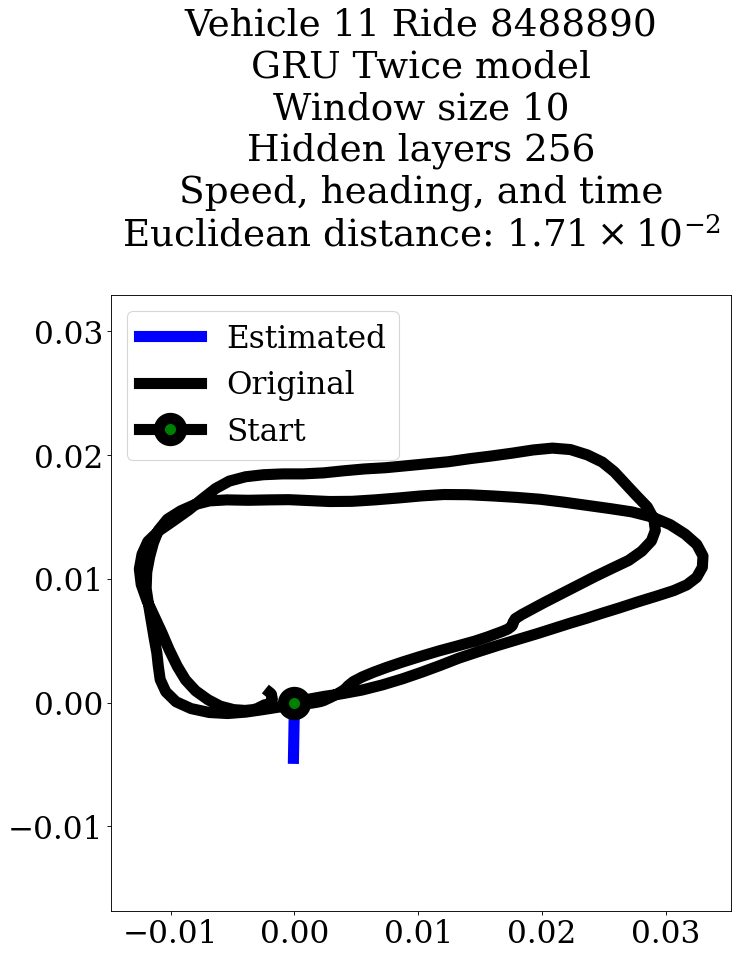 Vehicle 11 Ride 8488890
GRU Twice model
Window size 10
Hidden layers 256
Speed, heading, and time
Euclidean distance: 1.71 × 10⁻²
Estimated
Original
Start
0.03
0.02
0.01
0.00
−0.01
−0.01 0.00 0.01 0.02 0.03